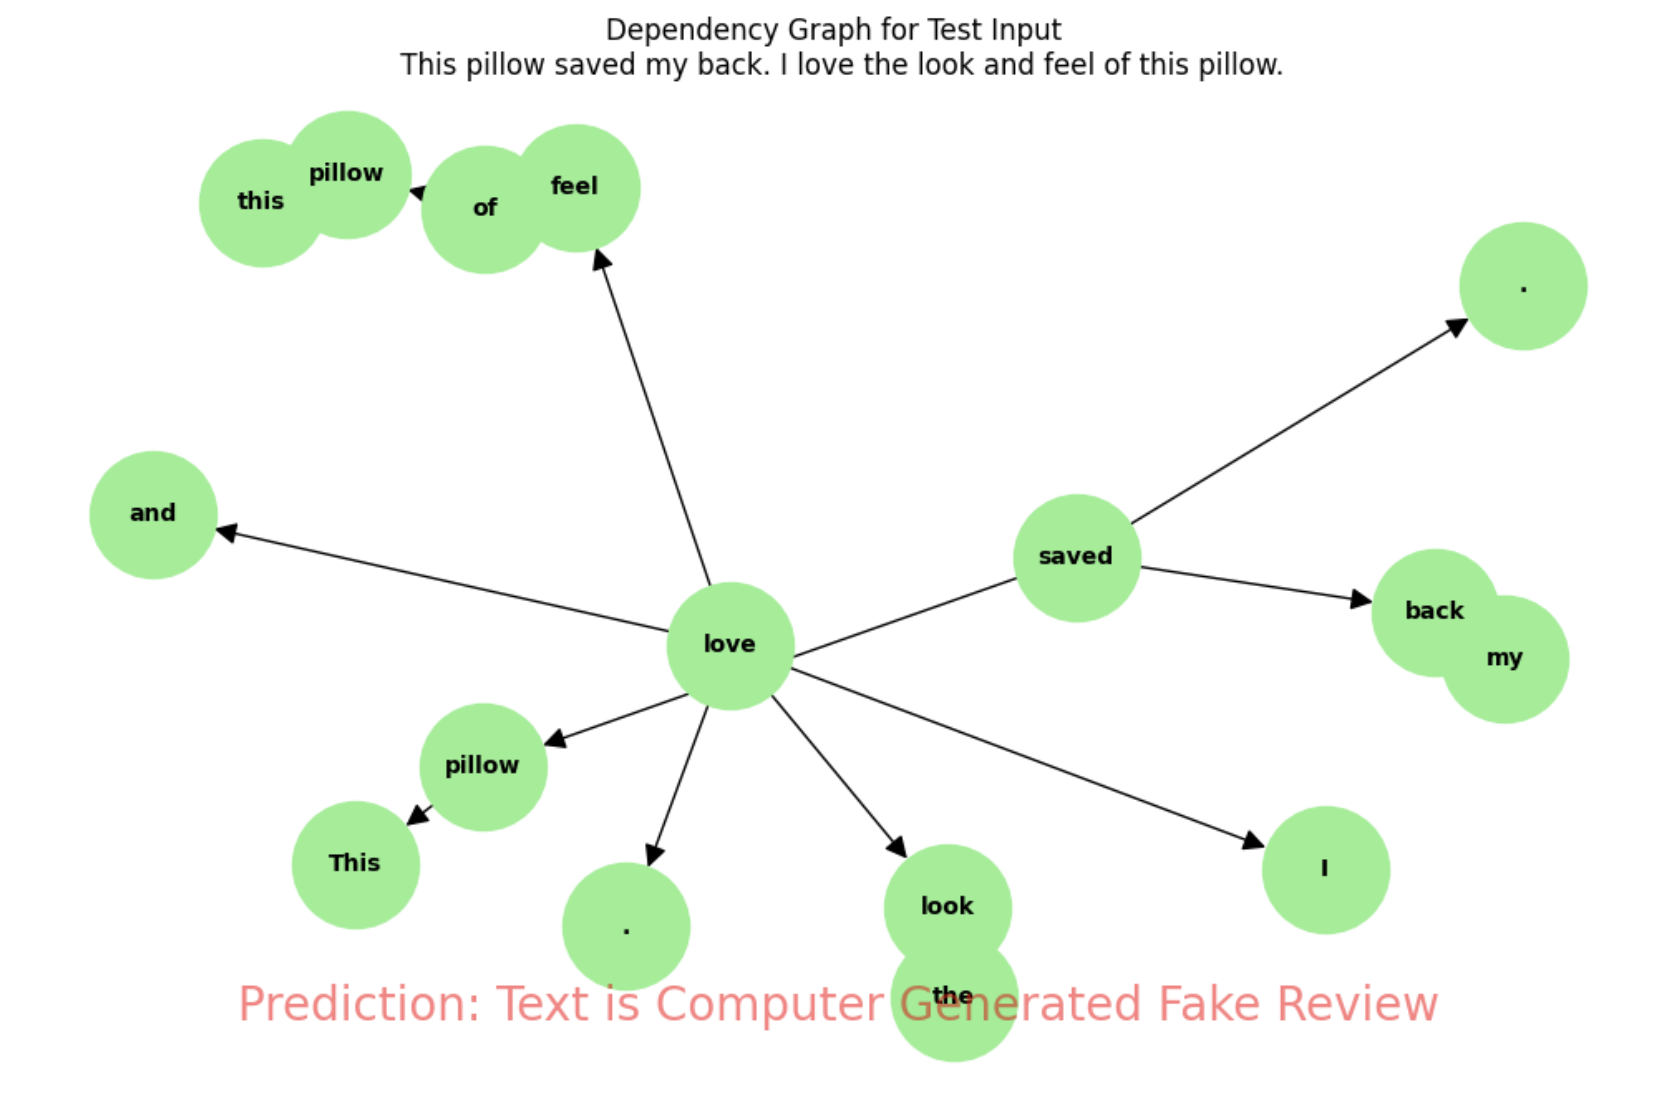 Dependency Graph for Test Input
This pillow saved my back. I love the look and feel of this pillow.
pillow
this
of
feel
.
and
saved
back
my
love
pillow
This
.
look
I
the
Prediction: Text is Computer Generated Fake Review